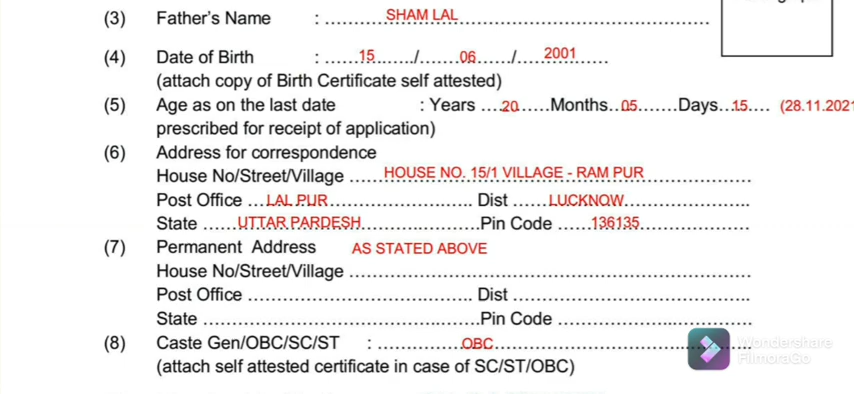 (3) Father's Name : ...SHAM LAL...
(4) Date of Birth : ......15......./.......06....../...2001.......
(attach copy of Birth Certificate self attested)
(5) Age as on the last date : Years ....20......Months...05.......Days...15.... (28.11.2021
prescribed for receipt of application)
(6) Address for correspondence
House No/Street/Village ......HOUSE NO. 15/1 VILLAGE - RAM PUR......
Post Office ...LAL PUR... Dist ......LUCKNOW......
State ......UTTAR PARDESH......Pin Code ......136135......
(7) Permanent Address AS STATED ABOVE
House No/Street/Village ......
Post Office ...... Dist ......
State ......Pin Code ......
(8) Caste Gen/OBC/SC/ST : ......OBC......
Wondershare
FilmoraGo
(attach self attested certificate in case of SC/ST/OBC)